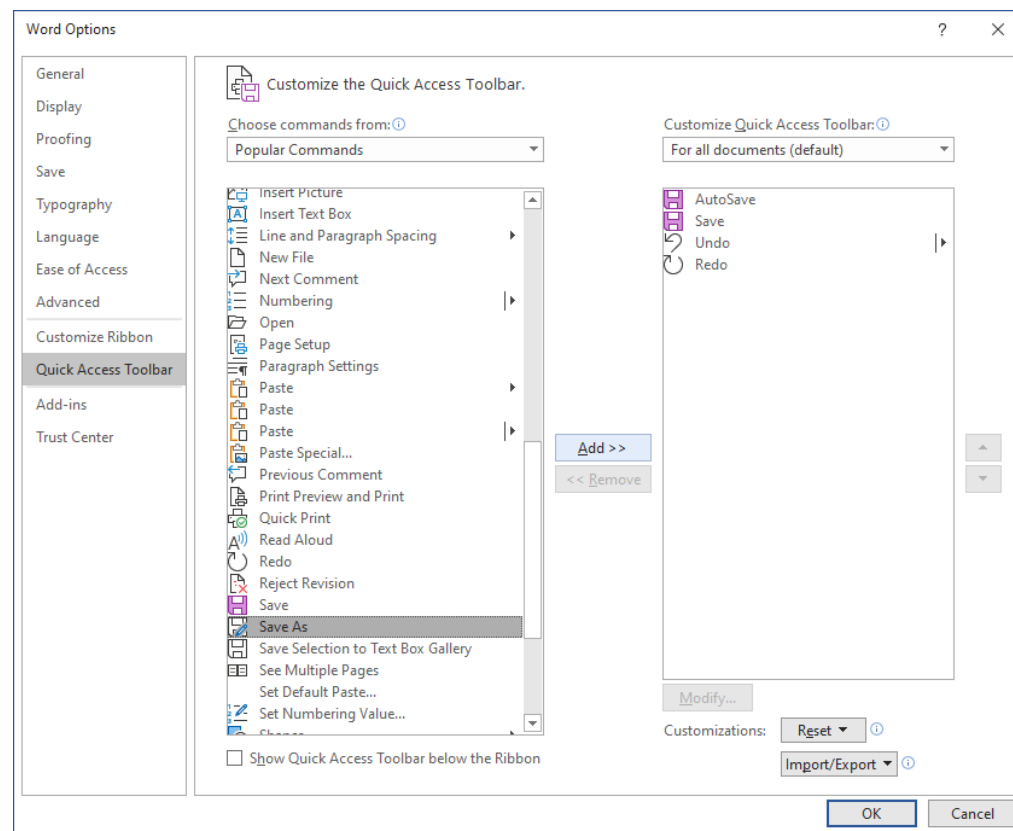 Word Options
?
General
Display
Proofing
Save
Typography
Language
Ease of Access
Advanced
Customize Ribbon
Quick Access Toolbar
Add-ins
Trust Center
Customize the Quick Access Toolbar.
Choose commands from:
Popular Commands
Insert Picture
Insert Text Box
Line and Paragraph Spacing
New File
Next Comment
Numbering
Open
Page Setup
Paragraph Settings
Paste
Paste
Paste
Paste Special...
Previous Comment
Print Preview and Print
Quick Print
Read Aloud
Redo
Reject Revision
Save
Save As
Save Selection to Text Box Gallery
See Multiple Pages
Set Default Paste...
Set Numbering Value...
Show Quick Access Toolbar below the Ribbon
Add >>
<< Remove
Customize Quick Access Toolbar:
For all documents (default)
AutoSave
Save
Undo
Redo
Modify...
Customizations:
Reset
Import/Export
OK
Cancel